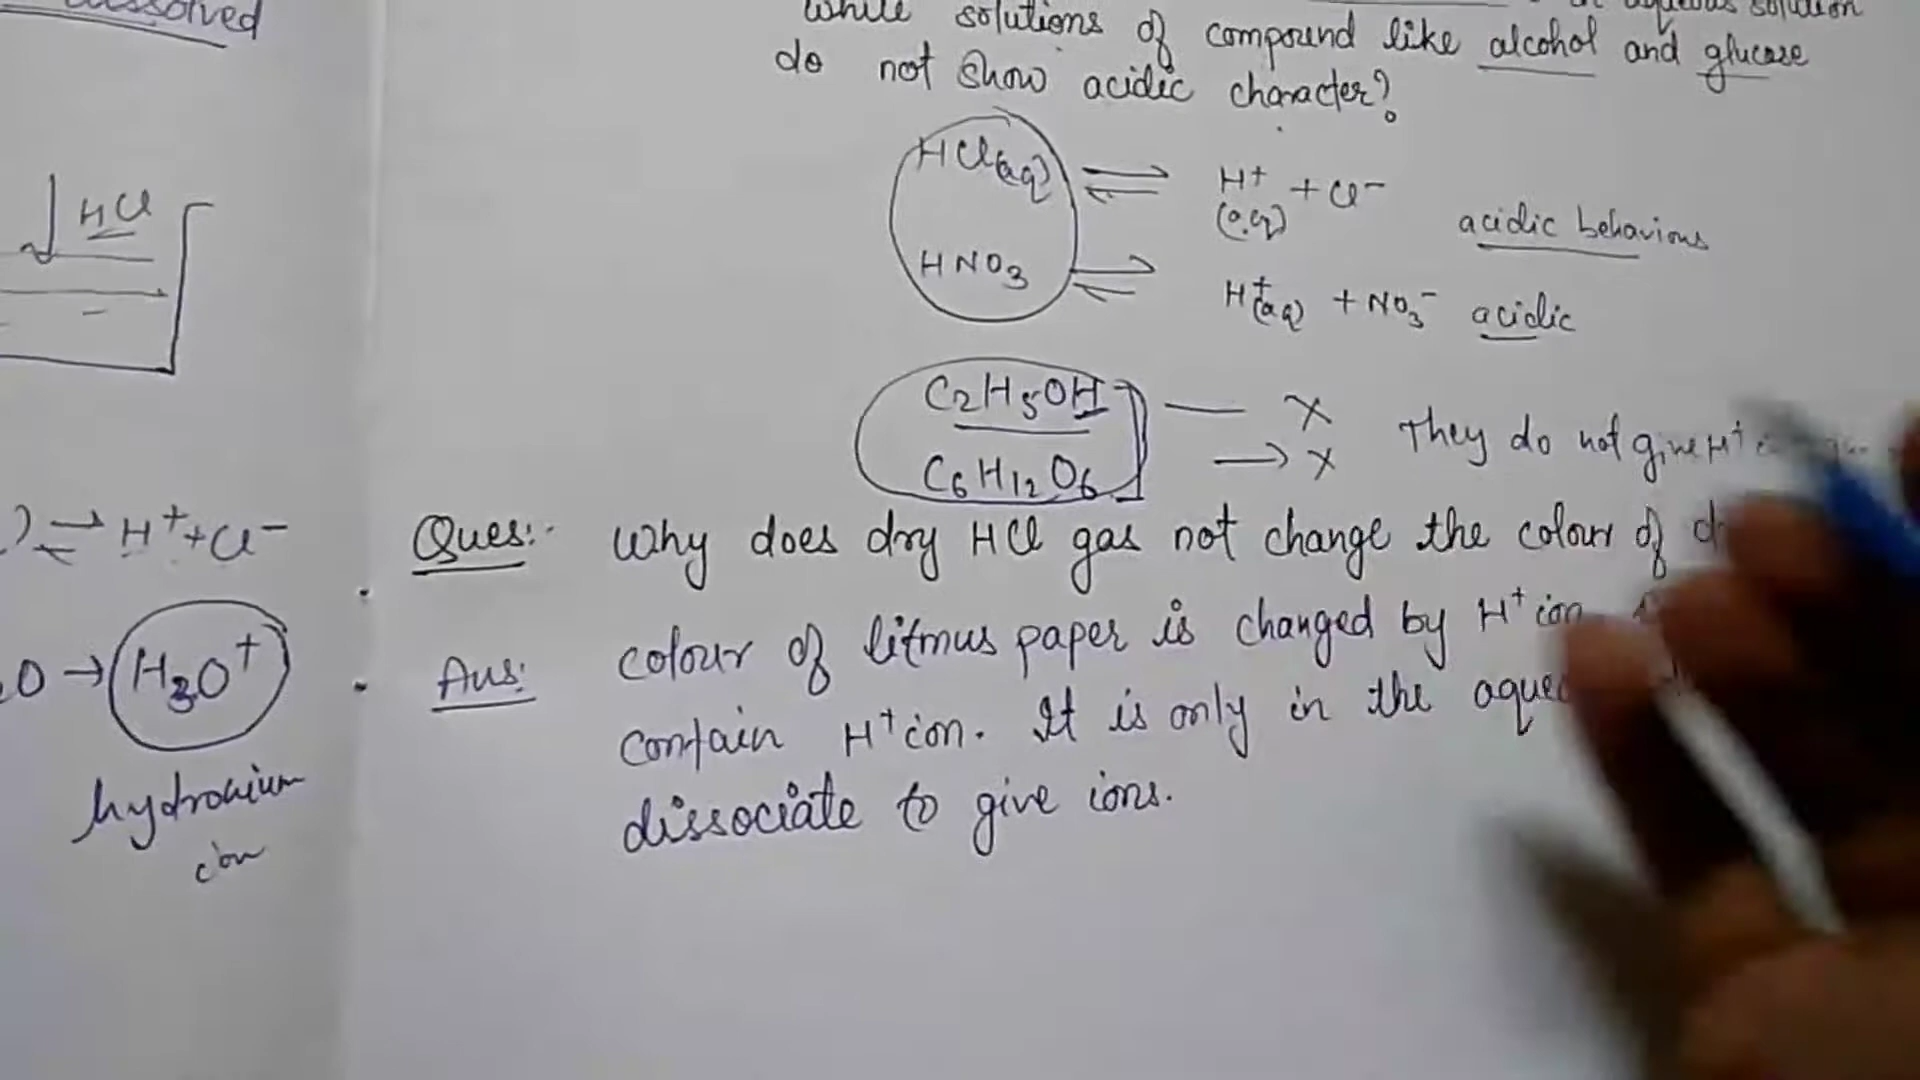 dissolved
HCl
⇌ H⁺ + Cl⁻
O → H₃O⁺
hydronium
ion
While solutions of compound like alcohol and glucose
do not show acidic character?
HCl(aq) ⇌ H⁺(aq) + Cl⁻ acidic behaviour
HNO₃ ⇌ H⁺(aq) + NO₃⁻ acidic
C₂H₅OH — X
C₆H₁₂O₆ → X
They do not give H⁺
Ques:- Why does dry HCl gas not change the colour of
Ans: colour of litmus paper is changed by H⁺ ion
contain H⁺ ion. It is only in the
dissociate to give ions.